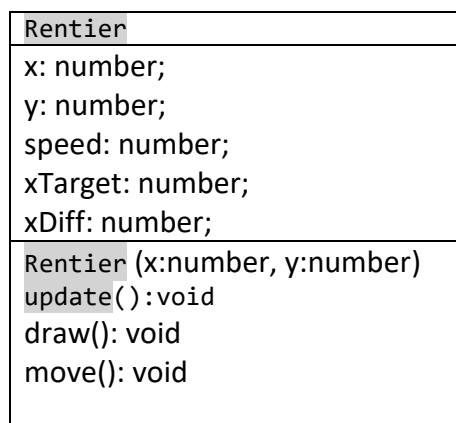 Rentier
x: number;
y: number;
speed: number;
xTarget: number;
xDiff: number;
Rentier (x:number, y:number)
update():void
draw(): void
move(): void